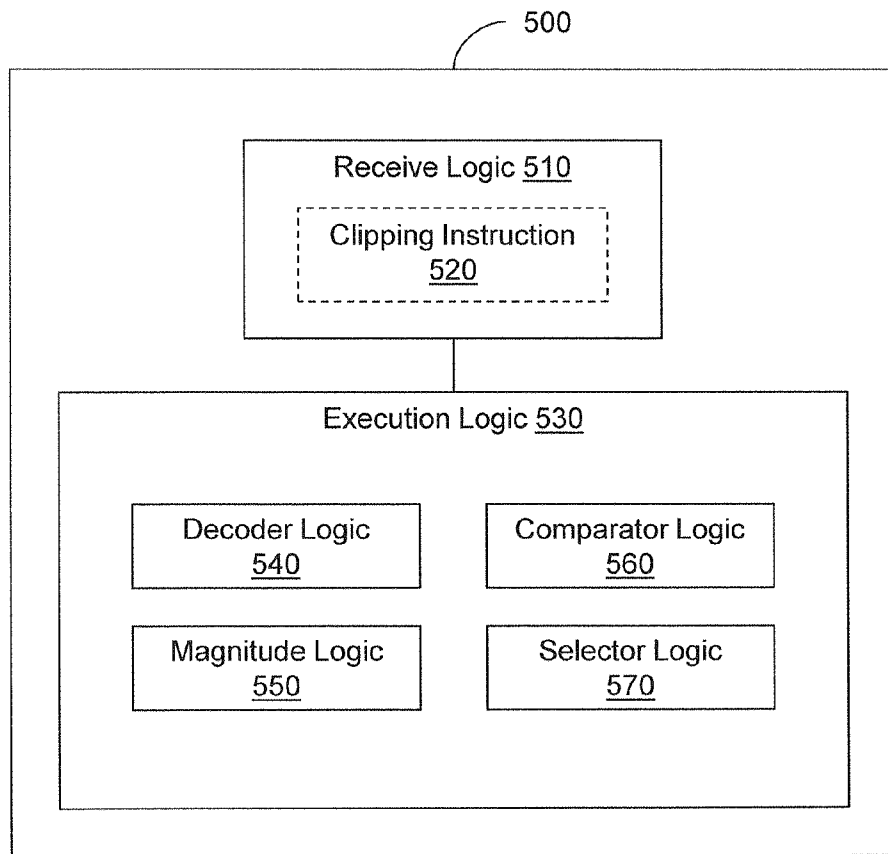 500
Receive Logic 510
Clipping Instruction
520
Execution Logic 530
Decoder Logic
540
Comparator Logic
560
Magnitude Logic
550
Selector Logic
570